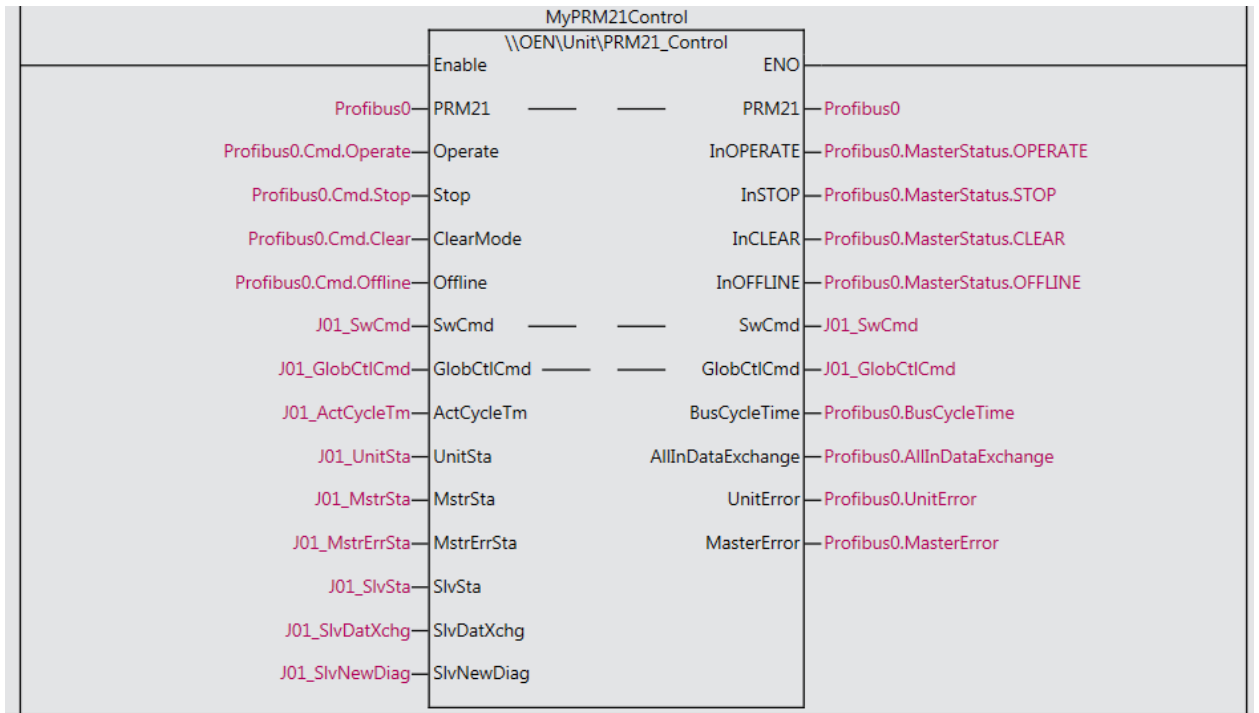 MyPRM21Control
\\OEN\Unit\PRM21_Control
Enable ENO
Profibus0 PRM21 PRM21 Profibus0
Profibus0.Cmd.Operate Operate InOPERATE Profibus0.MasterStatus.OPERATE
Profibus0.Cmd.Stop Stop InSTOP Profibus0.MasterStatus.STOP
Profibus0.Cmd.Clear ClearMode InCLEAR Profibus0.MasterStatus.CLEAR
Profibus0.Cmd.Offline Offline InOFFLINE Profibus0.MasterStatus.OFFLINE
J01_SwCmd SwCmd SwCmd J01_SwCmd
J01_GlobCtlCmd GlobCtlCmd GlobCtlCmd J01_GlobCtlCmd
J01_ActCycleTm ActCycleTm BusCycleTime Profibus0.BusCycleTime
J01_UnitSta UnitSta AllInDataExchange Profibus0.AllInDataExchange
J01_MstrSta MstrSta UnitError Profibus0.UnitError
J01_MstrErrSta MstrErrSta MasterError Profibus0.MasterError
J01_SlvSta SlvSta
J01_SlvDatXchg SlvDatXchg
J01_SlvNewDiag SlvNewDiag